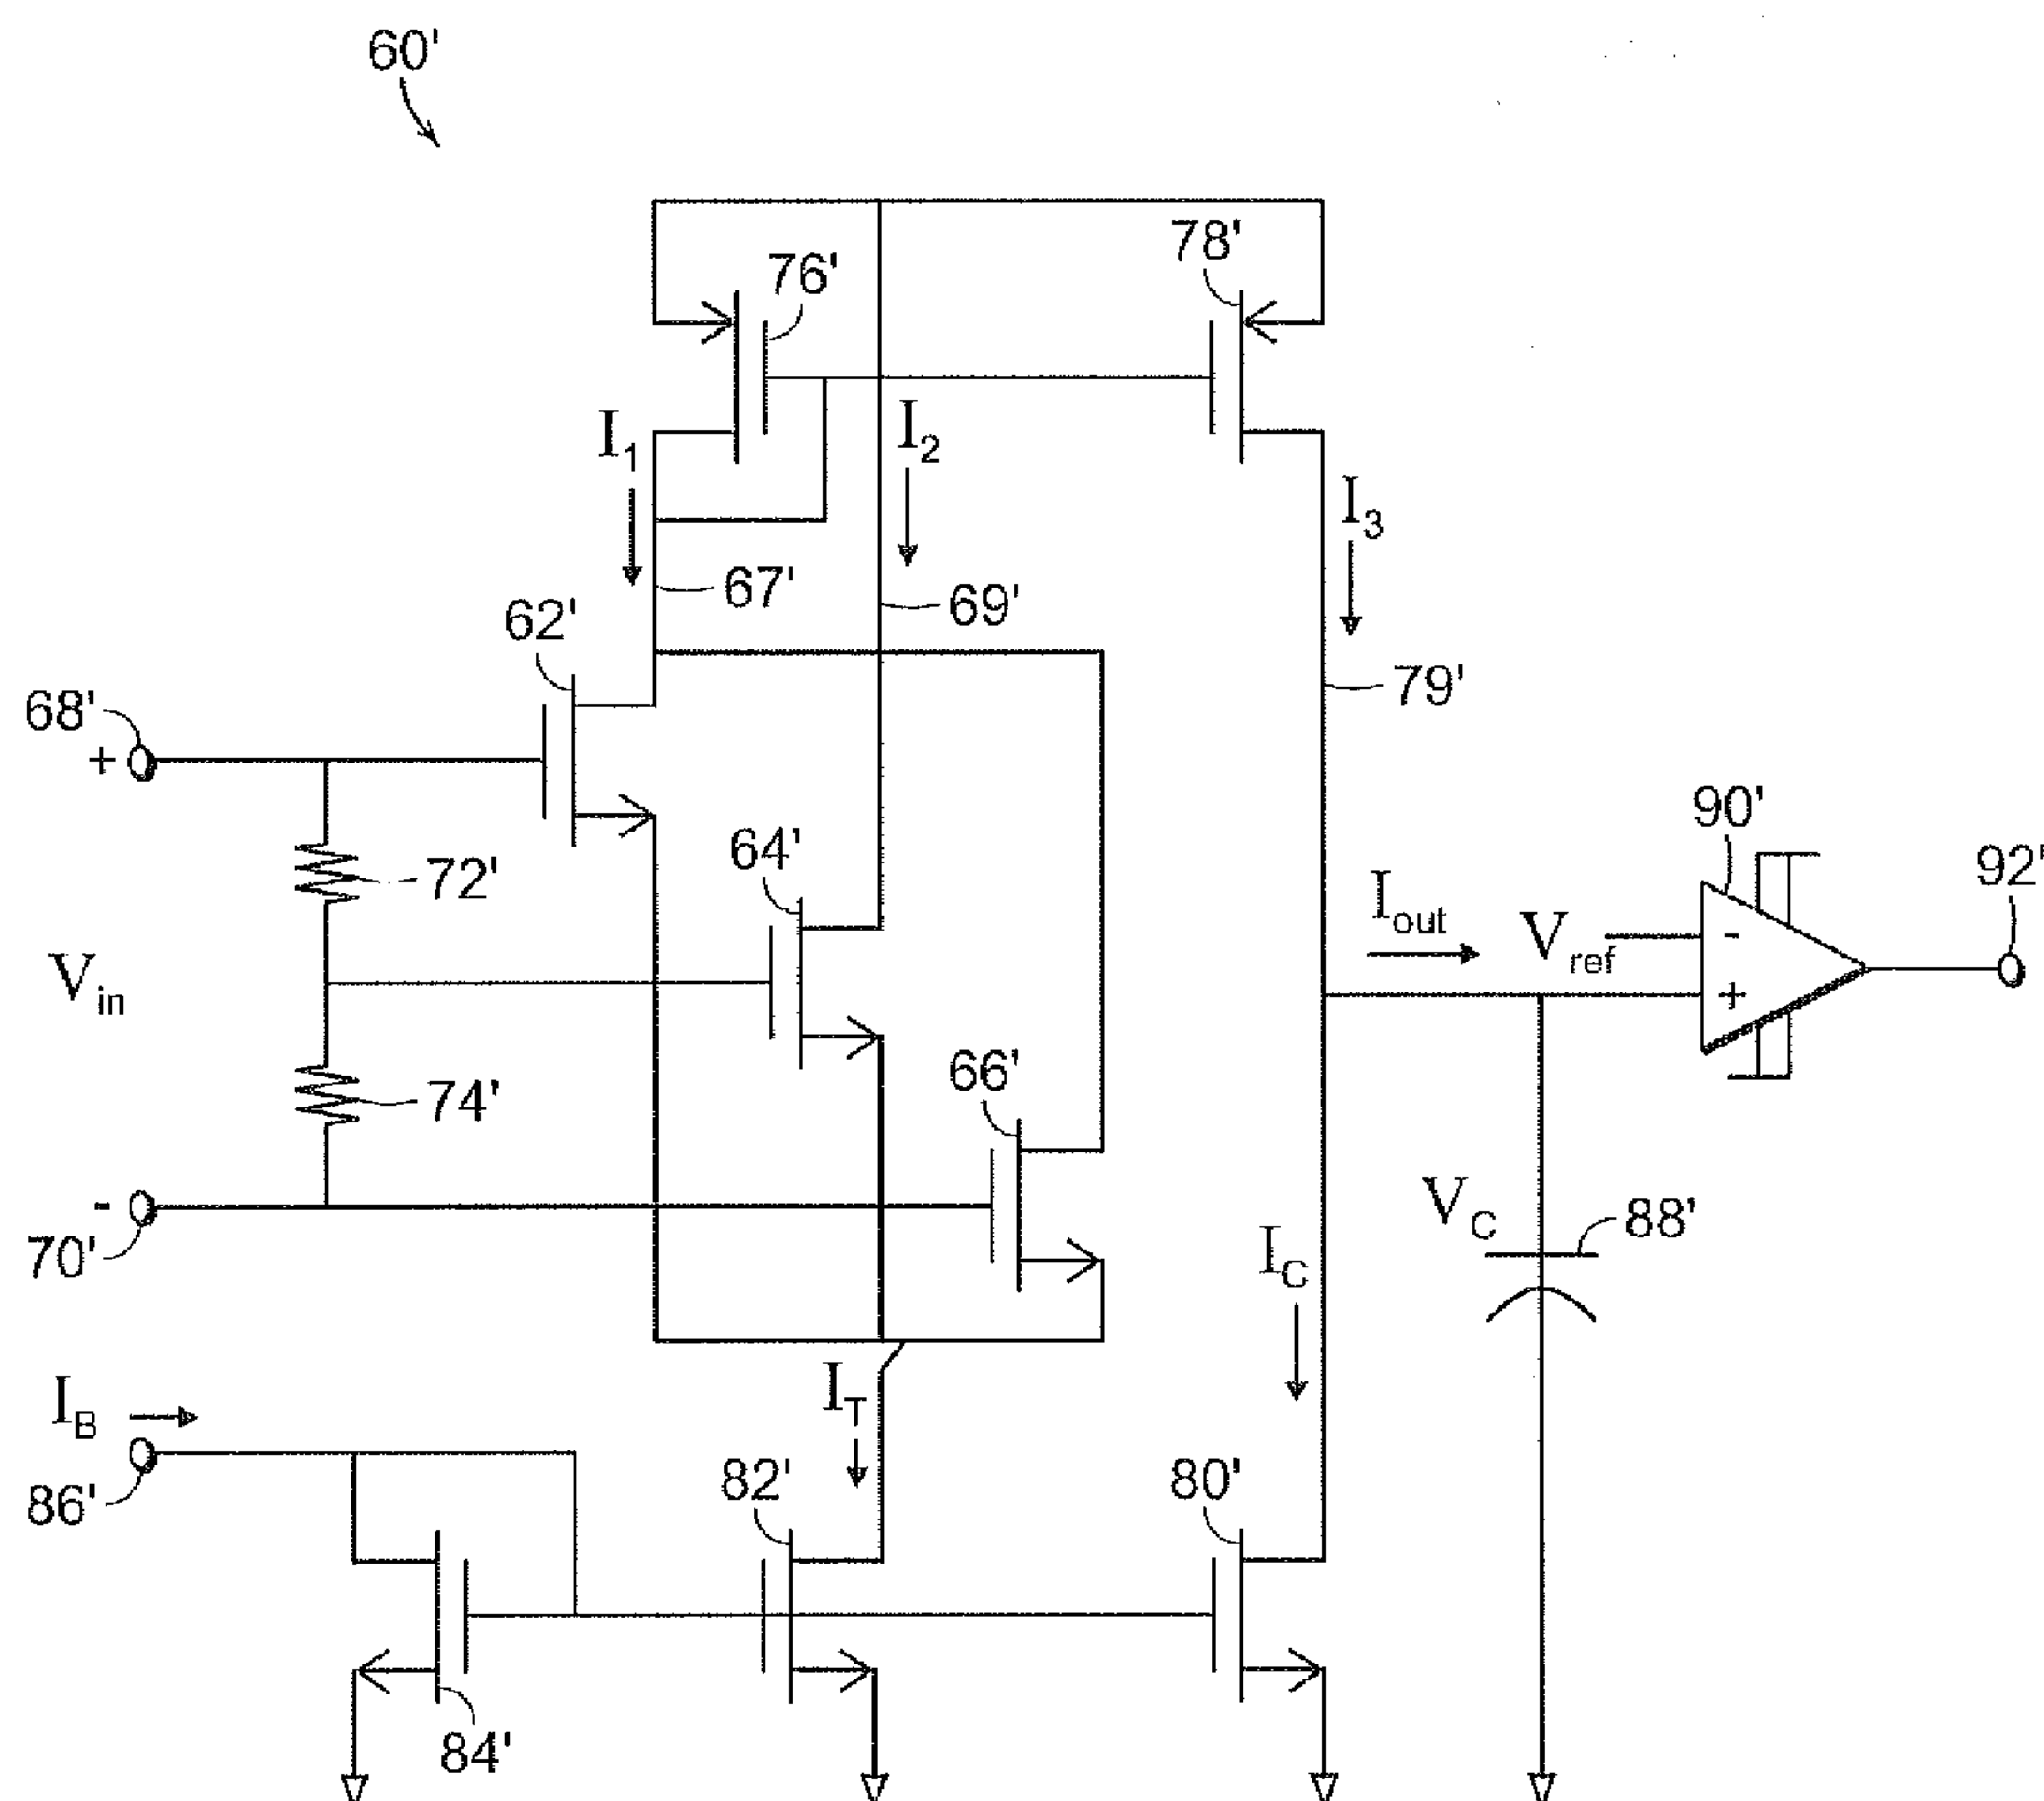 60'
78'
76'
I1
I2
I3
67'
69'
62'
79'
68'
+
90'
92'
64'
72'
Iout
Vref
-
+
Vin
66'
74'
-
70'
VC
88'
IC
IB
IT
86'
82'
80'
84'